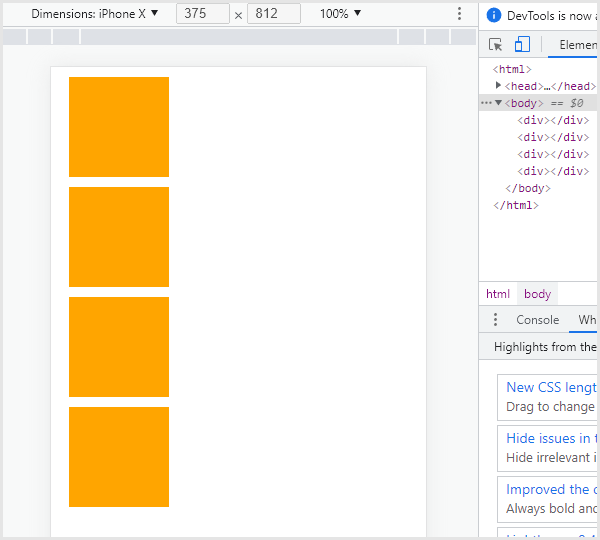 Dimensions: iPhone X ▼ 375 × 812 100% ▼
DevTools is now a
Elemen
<html>
▶<head>…</head>
…▼<body> == $0
<div></div>
<div></div>
<div></div>
<div></div>
</body>
</html>
html body
Console Wh
Highlights from the
New CSS lengt
Drag to change
Hide issues in t
Hide irrelevant i
Improved the d
Always bold and